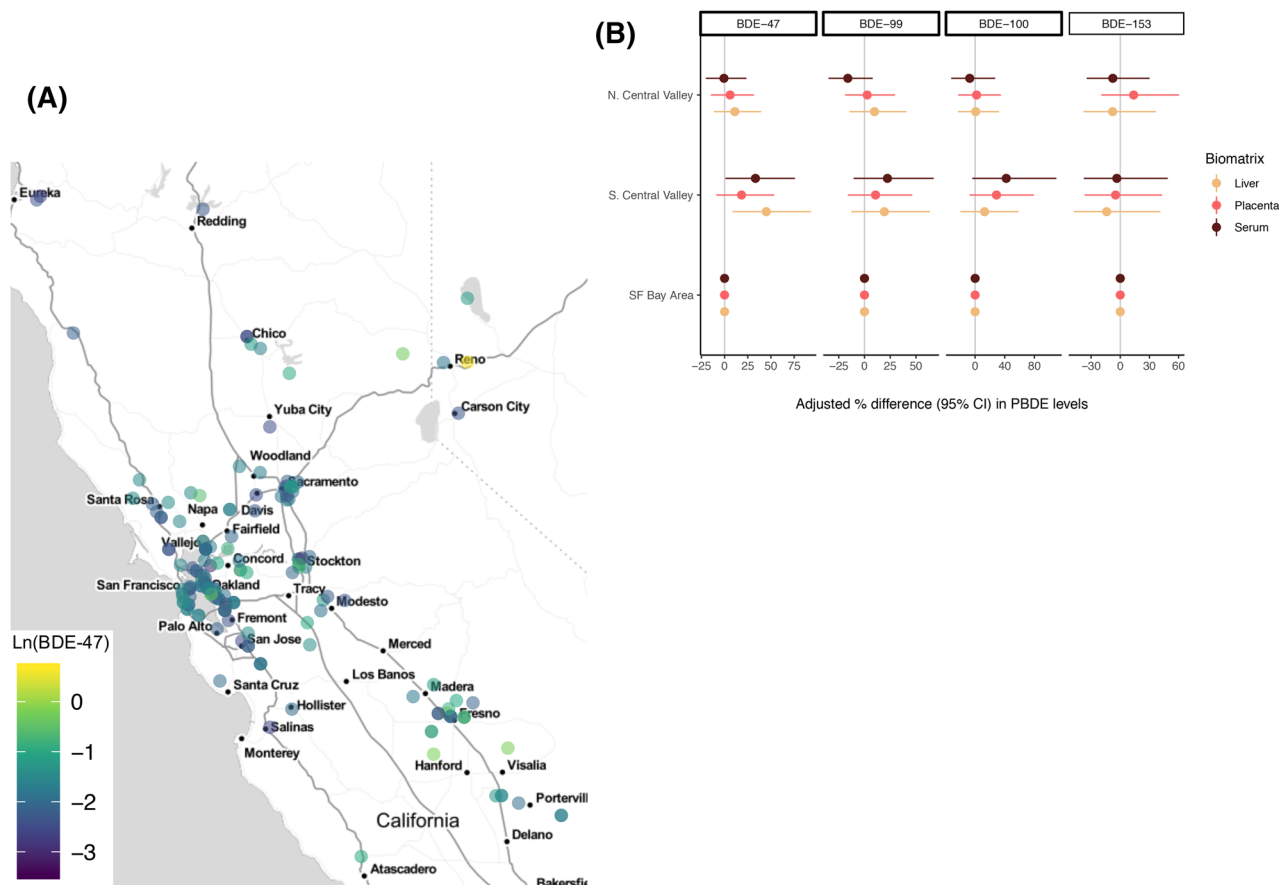 (A)
Eureka
Redding
Chico
Reno
Yuba City
Carson City
Woodland
Sacramento
Santa Rosa
Napa
Davis
Fairfield
Vallejo
Concord
Stockton
San Francisco
Oakland
Tracy
Modesto
Palo Alto
Fremont
San Jose
Merced
Los Banos
Santa Cruz
Madera
Hollister
Fresno
Salinas
Monterey
Hanford
Visalia
Portervill
California
Delano
Atascadero
Bakersfie
Ln(BDE-47)
0
−1
−2
−3
(B)
BDE−47 BDE−99 BDE−100 BDE−153
N. Central Valley
S. Central Valley
SF Bay Area
−25 0 25 50 75 −25 0 25 50 0 40 80 −30 0 30 60
Adjusted % difference (95% CI) in PBDE levels
Biomatrix
Liver
Placenta
Serum